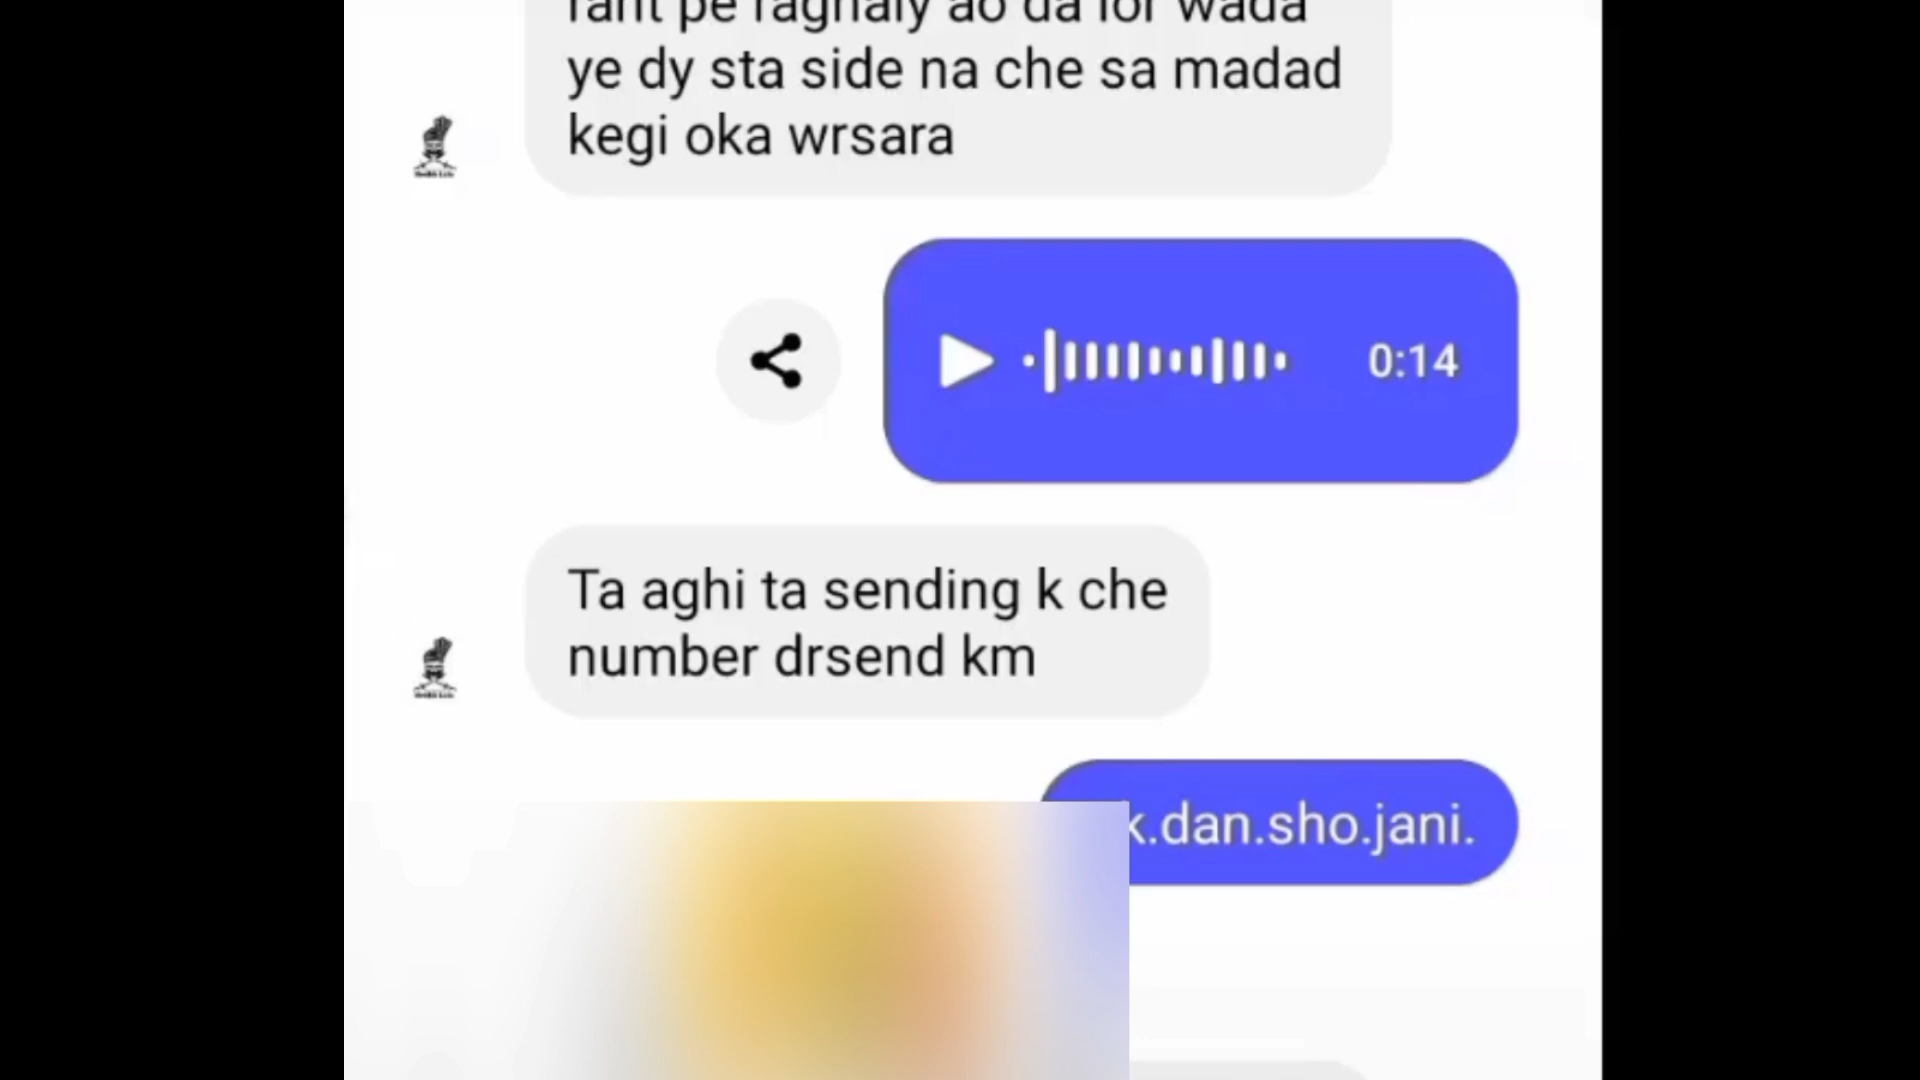 ye dy sta side na che sa madad
kegi oka wrsara
0:14
Ta aghi ta sending k che
number drsend km
k.dan.sho.jani.